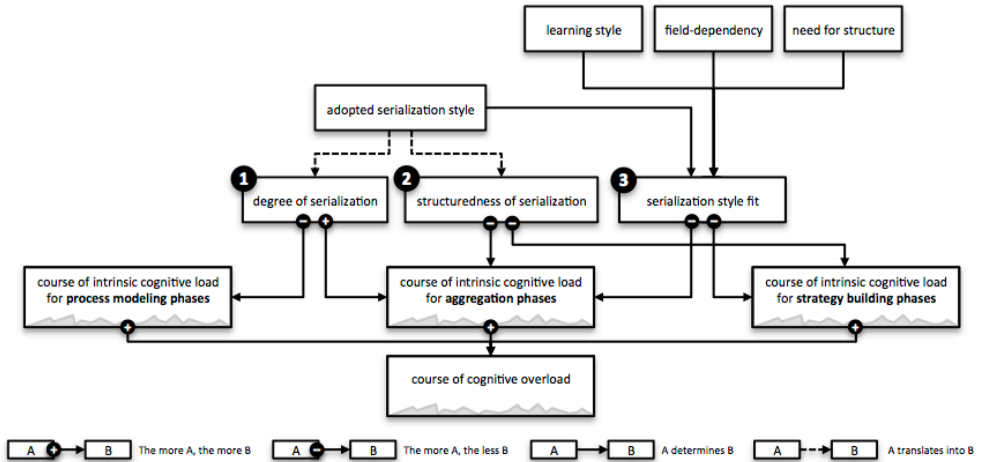 learning style
field-dependency
need for structure
adopted serialization style
1
degree of serialization
2
structuredness of serialization
3
serialization style fit
− + − − − −
course of intrinsic cognitive load
for process modeling phases
+
course of intrinsic cognitive load
for aggregation phases
+
course of intrinsic cognitive load
for strategy building phases
+
course of cognitive overload
A + B The more A, the more B
A − B The more A, the less B
A B A determines B
A B A translates into B